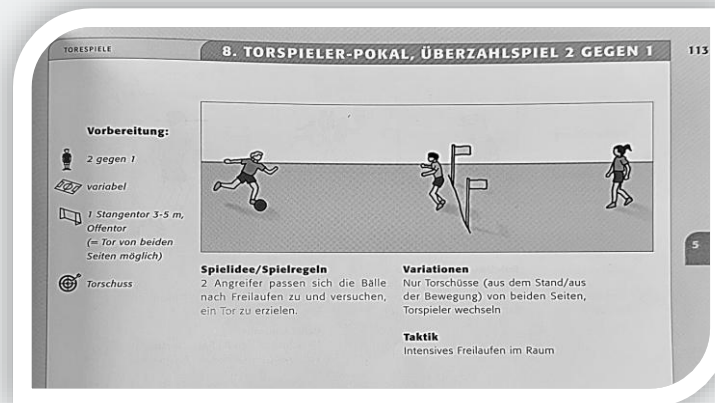 TORESPIELE
8. TORSPIELER-POKAL, ÜBERZAHLSPIEL 2 GEGEN 1
113
Vorbereitung:
2 gegen 1
variabel
1 Stangentor 3-5 m,
Offentor
(= Tor von beiden
Seiten möglich)
Torschuss
Spielidee/Spielregeln
2 Angreifer passen sich die Bälle
nach Freilaufen zu und versuchen,
ein Tor zu erzielen.
Variationen
Nur Torschüsse (aus dem Stand/aus
der Bewegung) von beiden Seiten,
Torspieler wechseln
Taktik
Intensives Freilaufen im Raum
5